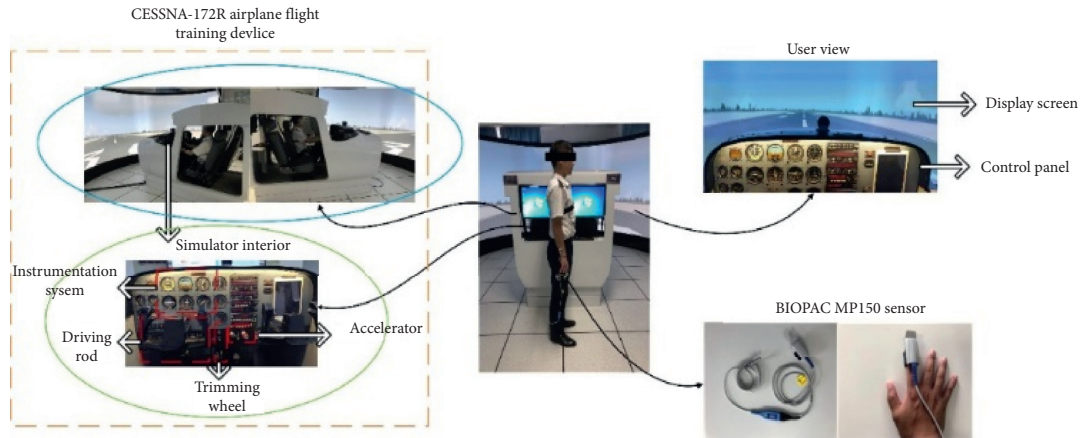 CESSNA-172R airplane flight
training devlice
User view
Display screen
Control panel
Simulator interior
Instrumentation
sysem
Driving
rod
Accelerator
Trimming
wheel
BIOPAC MP150 sensor